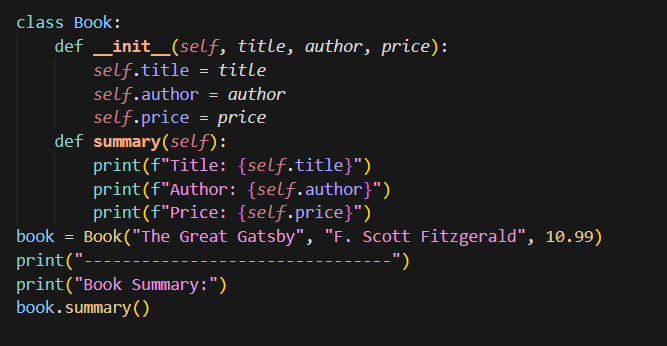 class Book:
    def __init__(self, title, author, price):
        self.title = title
        self.author = author
        self.price = price
    def summary(self):
        print(f"Title: {self.title}")
        print(f"Author: {self.author}")
        print(f"Price: {self.price}")
book = Book("The Great Gatsby", "F. Scott Fitzgerald", 10.99)
print("--------------------------------")
print("Book Summary:")
book.summary()